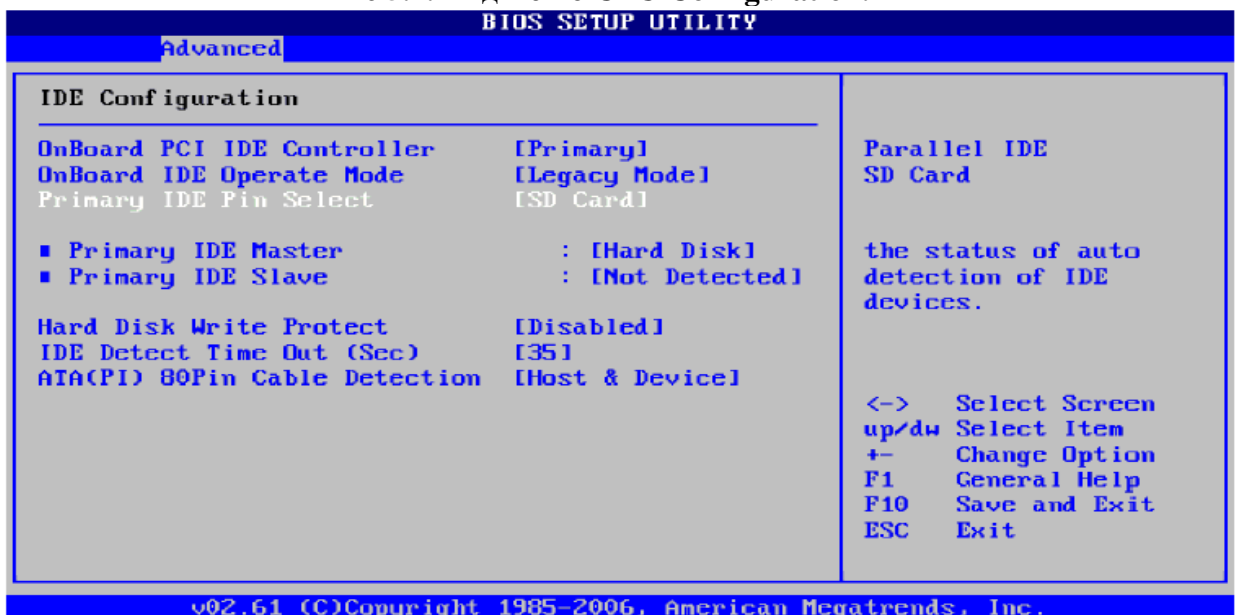 BIOS SETUP UTILITY
Advanced
IDE Configuration
OnBoard PCI IDE Controller [Primary]
OnBoard IDE Operate Mode [Legacy Mode]
Primary IDE Pin Select [SD Card]
▪ Primary IDE Master : [Hard Disk]
▪ Primary IDE Slave : [Not Detected]
Hard Disk Write Protect [Disabled]
IDE Detect Time Out (Sec) [35]
ATA(PI) 80Pin Cable Detection [Host & Device]
Parallel IDE
SD Card
the status of auto
detection of IDE
devices.
<-> Select Screen
up/dw Select Item
+- Change Option
F1 General Help
F10 Save and Exit
ESC Exit
v02.61 (C)Copyright 1985-2006, American Megatrends, Inc.